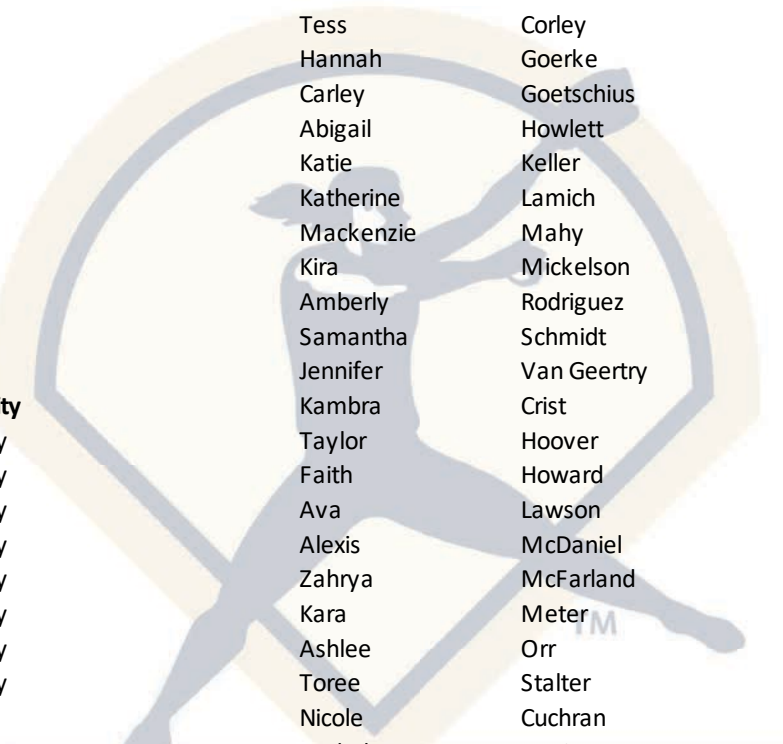 Tess Corley
Hannah Goerke
Carley Goetschius
Abigail Howlett
Katie Keller
Katherine Lamich
Mackenzie Mahy
Kira Mickelson
Amberly Rodriguez
Samantha Schmidt
Jennifer Van Geertry
ity Kambra Crist
y Taylor Hoover
y Faith Howard
y Ava Lawson
y Alexis McDaniel
y Zahrya McFarland
y Kara Meter
TM
y Ashlee Orr
y Toree Stalter
Nicole Cuchran